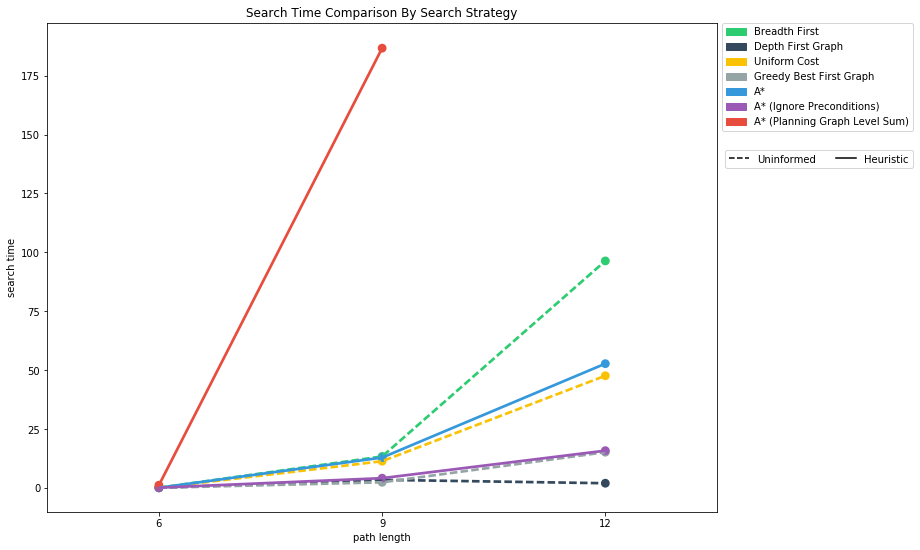 Search Time Comparison By Search Strategy
175
150
125
100
75
50
25
0
search time
6
9
12
path length
Breadth First
Depth First Graph
Uniform Cost
Greedy Best First Graph
A*
A* (Ignore Preconditions)
A* (Planning Graph Level Sum)
Uninformed
Heuristic